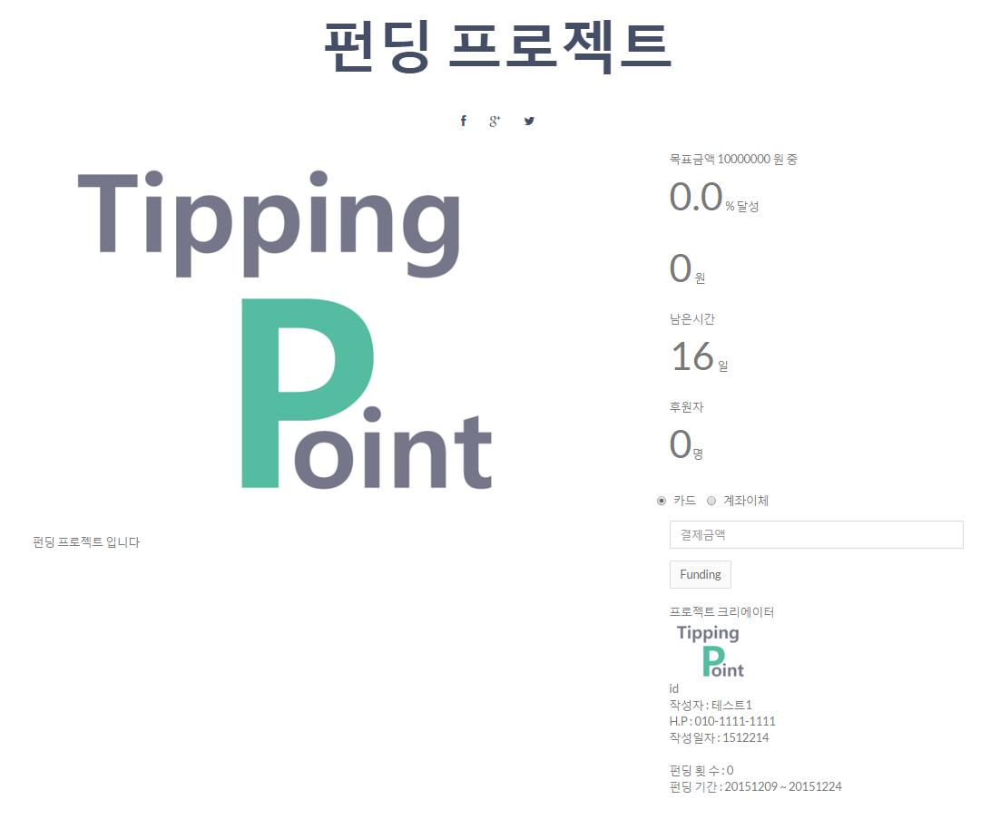 펀딩 프로젝트
Tipping
Point
펀딩 프로젝트 입니다
목표금액 10000000 원 중
0.0 % 달성
0 원
남은시간
16 일
후원자
0 명
카드 계좌이체
결제금액
Funding
프로젝트 크리에이터
Tipping
Point
id
작성자 : 테스트1
H.P : 010-1111-1111
작성일자 : 1512214
펀딩 횟 수 : 0
펀딩 기간 : 20151209 ~ 20151224